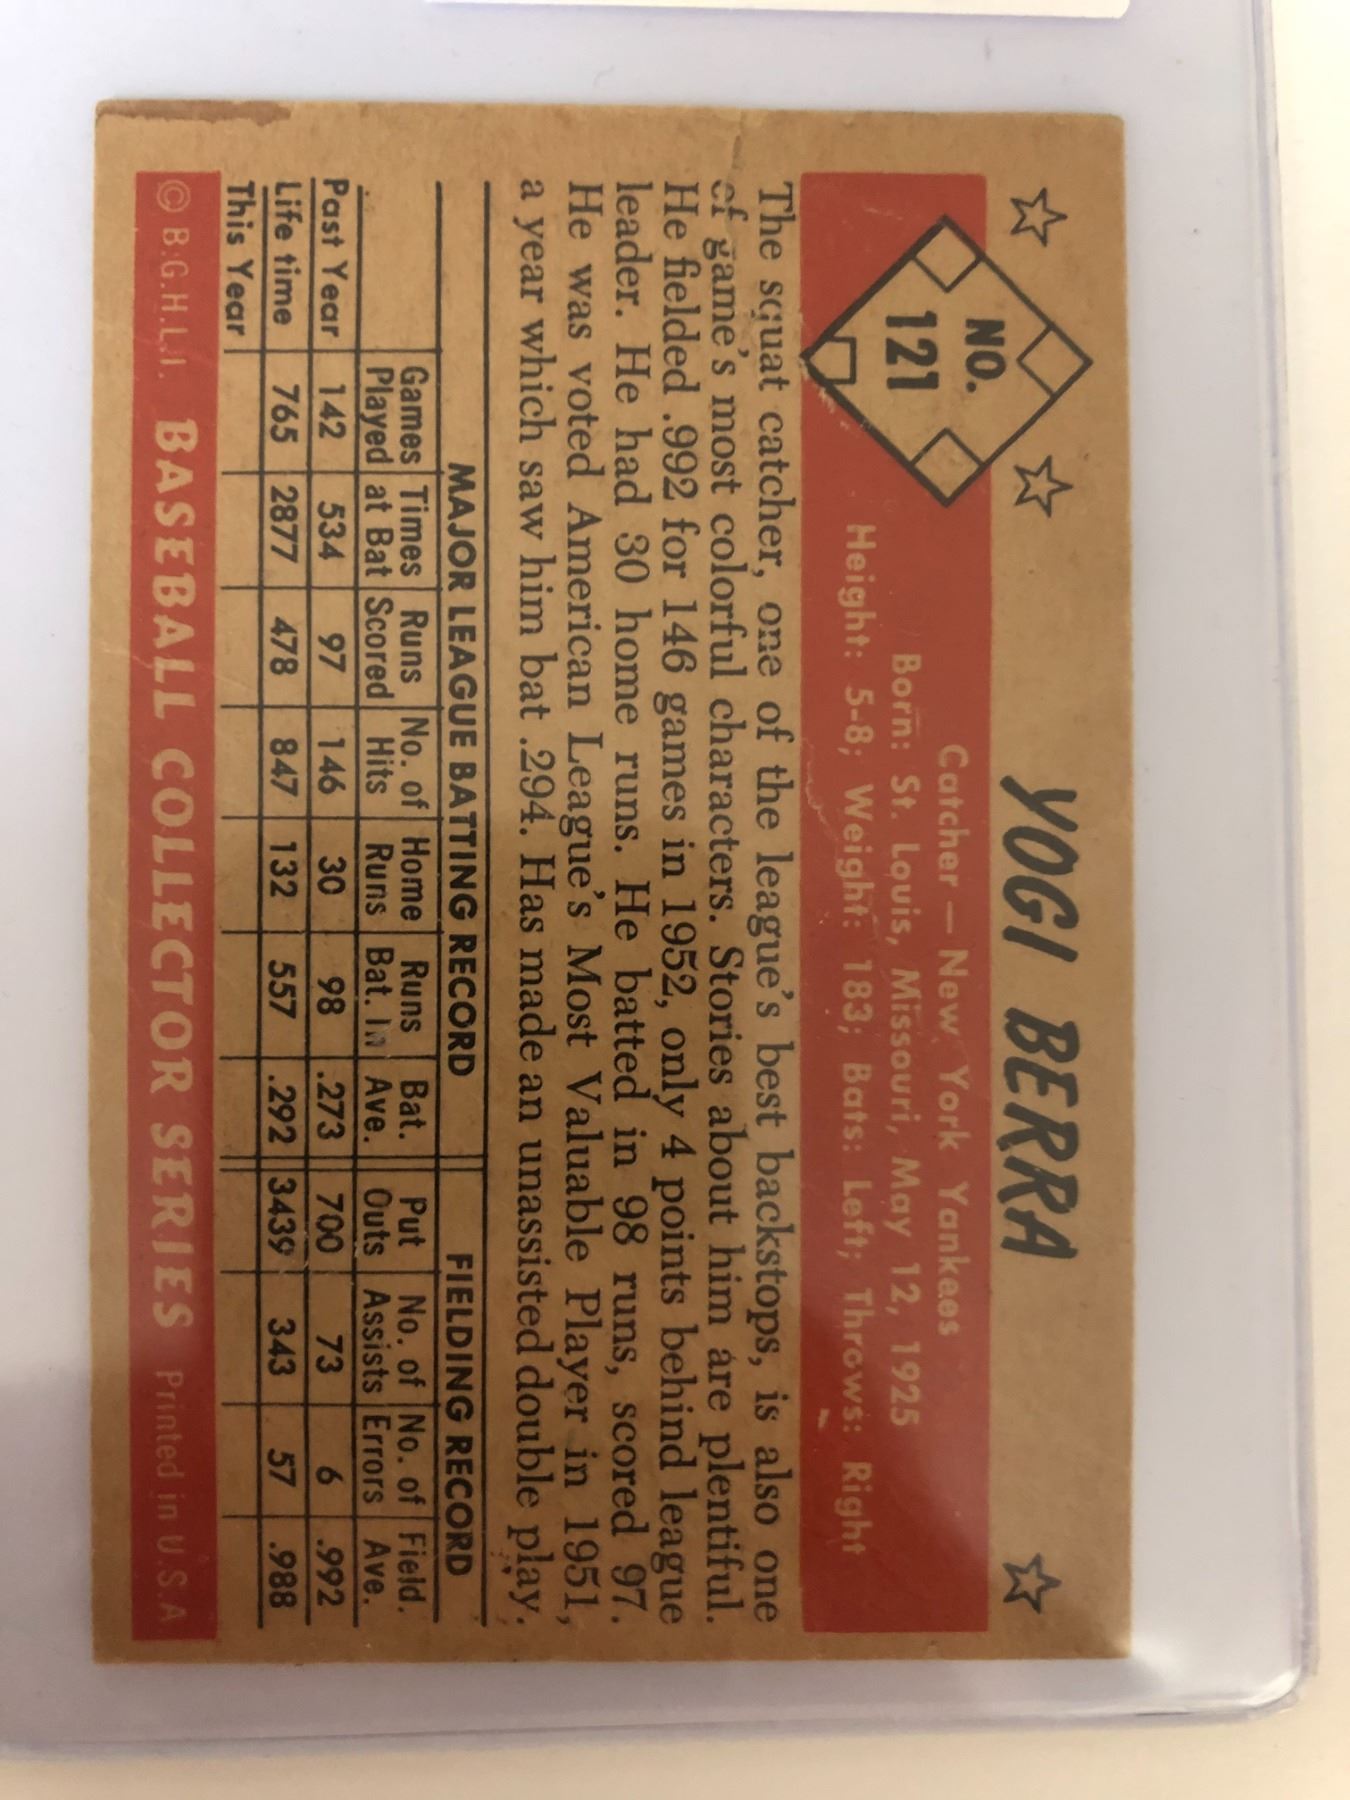 YOGI BERRA
NO.
121
Catcher — New York Yankees
Born: St. Louis, Missouri, May 12, 1925
Height: 5-8; Weight: 183; Bats: Left; Throws: Right
The squat catcher, one of the league's best backstops, is also one
of game's most colorful characters. Stories about him are plentiful.
He fielded .992 for 146 games in 1952, only 4 points behind league
leader. He had 30 home runs. He batted in 98 runs, scored 97.
He was voted American League's Most Valuable Player in 1951,
a year which saw him bat .294. Has made an unassisted double play.
MAJOR LEAGUE BATTING RECORD FIELDING RECORD
Games Times Runs No. of Home Runs Bat. Put No. of No. of Field.
Played at Bat Scored Hits Runs Bat. In Ave. Outs Assists Errors Ave.
Past Year 142 534 97 146 30 98 .273 700 73 6 .992
Life time 765 2877 478 847 132 557 .292 3439 343 57 .988
This Year
© B.G.H.L.I. BASEBALL COLLECTOR SERIES Printed in U.S.A